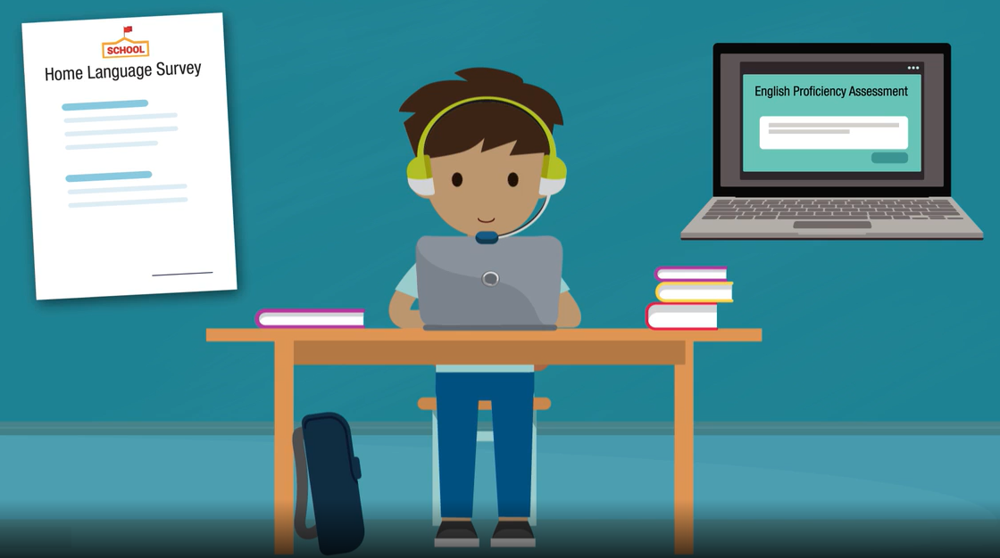 SCHOOL
Home Language Survey
English Proficiency Assessment